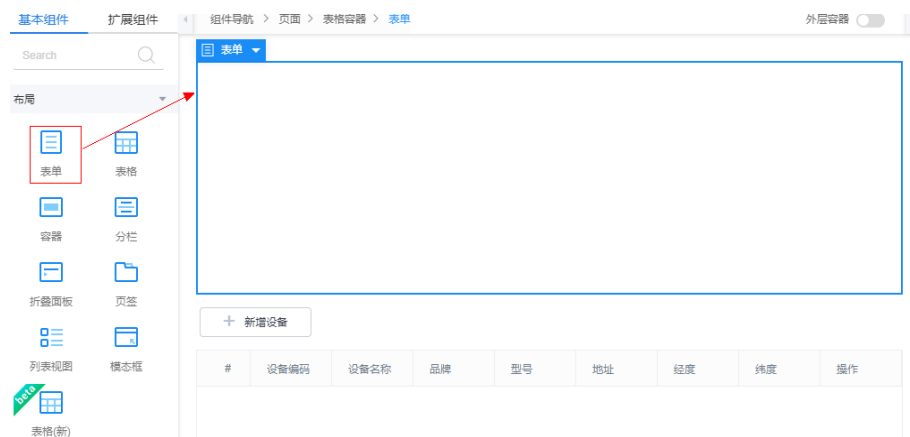 基本组件 扩展组件 组件导航 > 页面 > 表格容器 > 表单 外层容器
Search
表单
布局
表单 表格
容器 分栏
折叠面板 页签
+ 新增设备
列表视图 模态框
# 设备编码 设备名称 品牌 型号 地址 经度 纬度 操作
beta
表格(新)